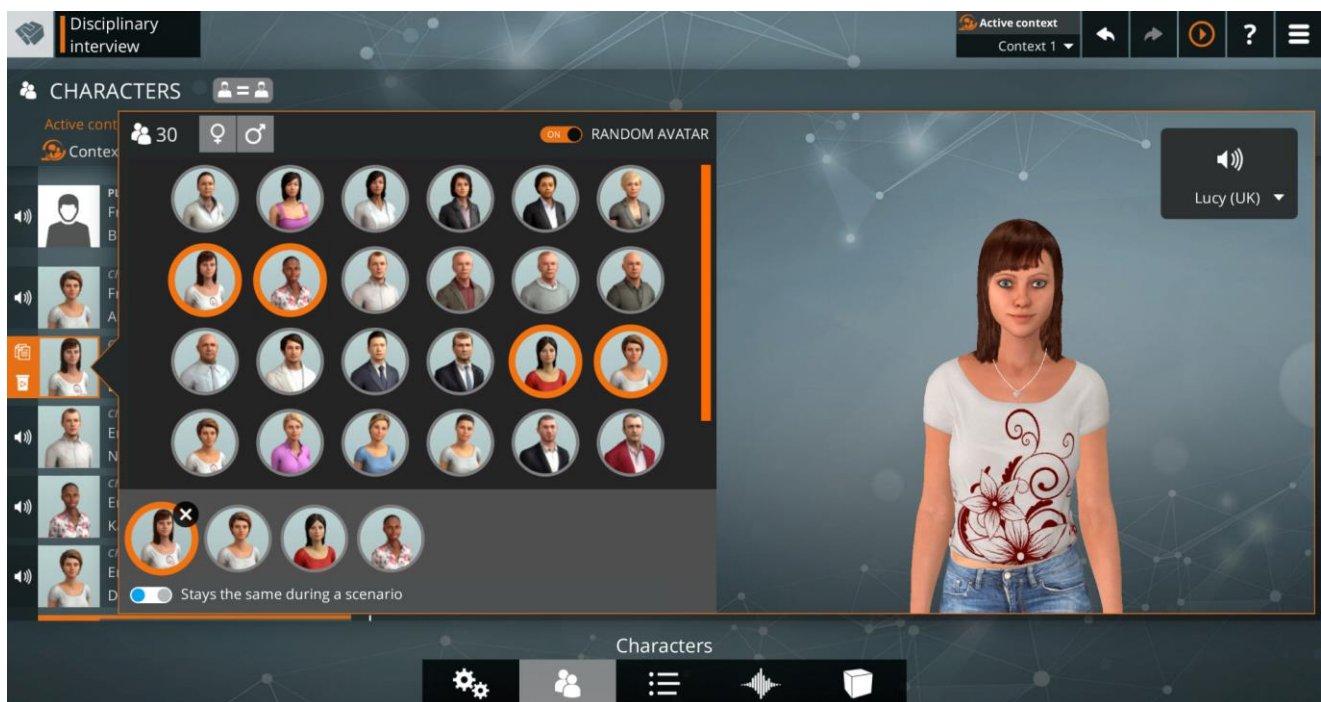 Disciplinary
interview
Active context
Context 1
?
CHARACTERS
=
Active cont
Contex
30
ON
RANDOM AVATAR
Lucy (UK)
Stays the same during a scenario
Characters